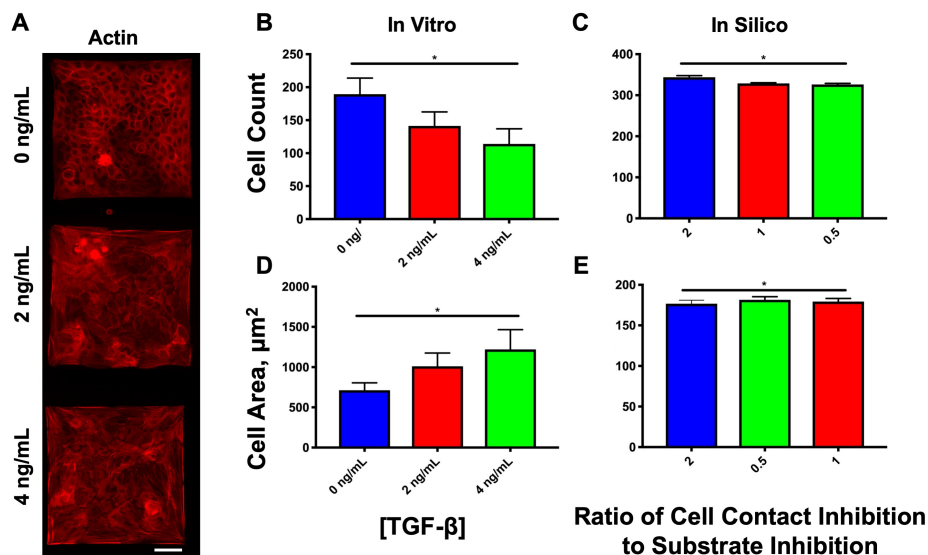 A
Actin
0 ng/mL
2 ng/mL
4 ng/mL
B
In Vitro
*
Cell Count
250
200
150
100
50
0
0 ng/
2 ng/mL
4 ng/mL
C
In Silico
*
400
300
200
100
0
2
1
0.5
D
*
Cell Area, µm²
2000
1500
1000
500
0
0 ng/mL
2 ng/mL
4 ng/mL
[TGF-β]
E
*
200
150
100
50
0
2
0.5
1
Ratio of Cell Contact Inhibition
to Substrate Inhibition